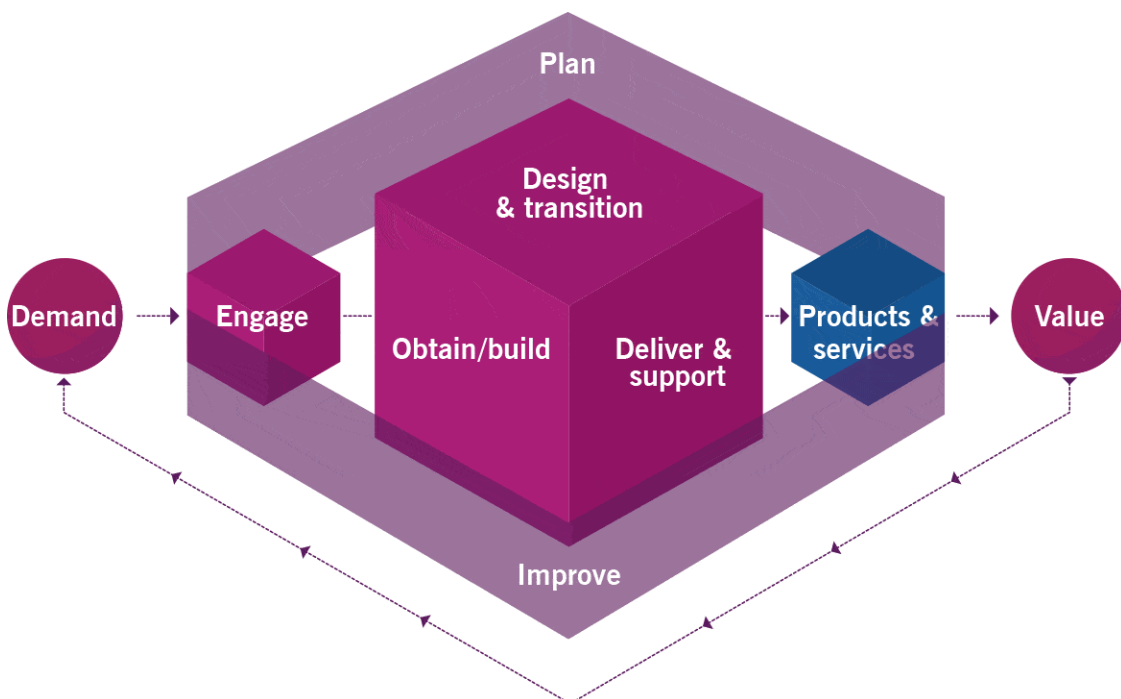 Plan
Design
& transition
Demand
Engage
Obtain/build
Deliver &
support
Products &
services
Value
Improve